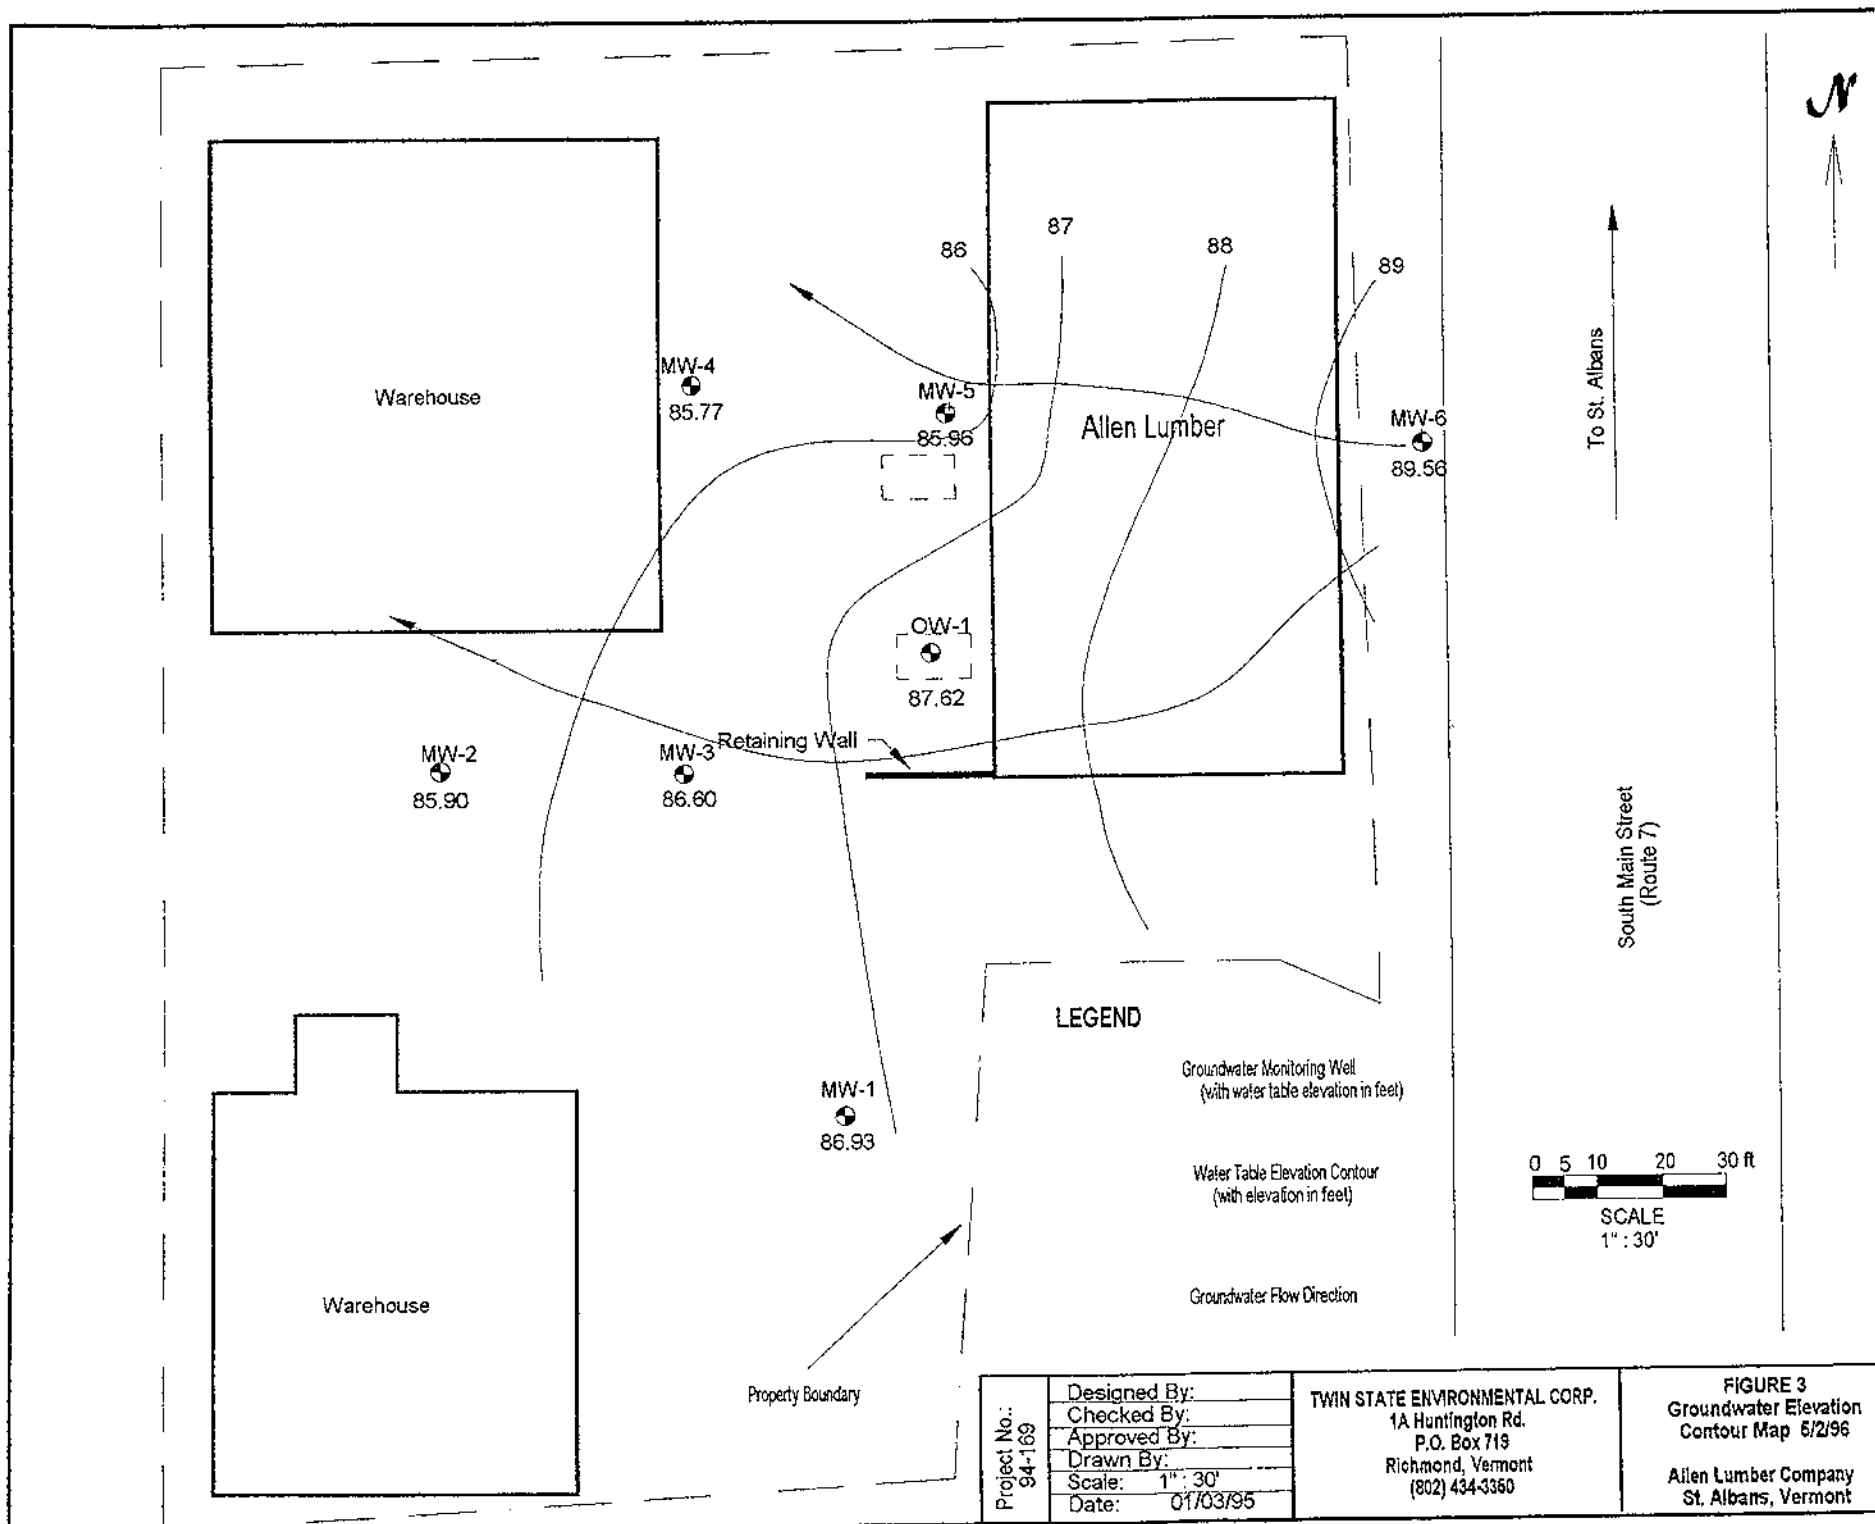 N
86
87
88
89
MW-4
85.77
MW-5
85.96
MW-6
89.56
Warehouse
Allen Lumber
To St. Albans
OW-1
87.62
Retaining Wall
MW-2
85.90
MW-3
86.60
South Main Street
(Route 7)
LEGEND
Groundwater Monitoring Well
(with water table elevation in feet)
MW-1
86.93
Water Table Elevation Contour
(with elevation in feet)
0 5 10 20 30 ft
SCALE
1" : 30'
Groundwater Flow Direction
Warehouse
Property Boundary
Project No.:
94-169
Designed By:
Checked By:
Approved By:
Drawn By:
Scale: 1" : 30'
Date: 01/03/95
TWIN STATE ENVIRONMENTAL CORP.
1A Huntington Rd.
P.O. Box 719
Richmond, Vermont
(802) 434-3350
FIGURE 3
Groundwater Elevation
Contour Map 5/2/96
Allen Lumber Company
St. Albans, Vermont